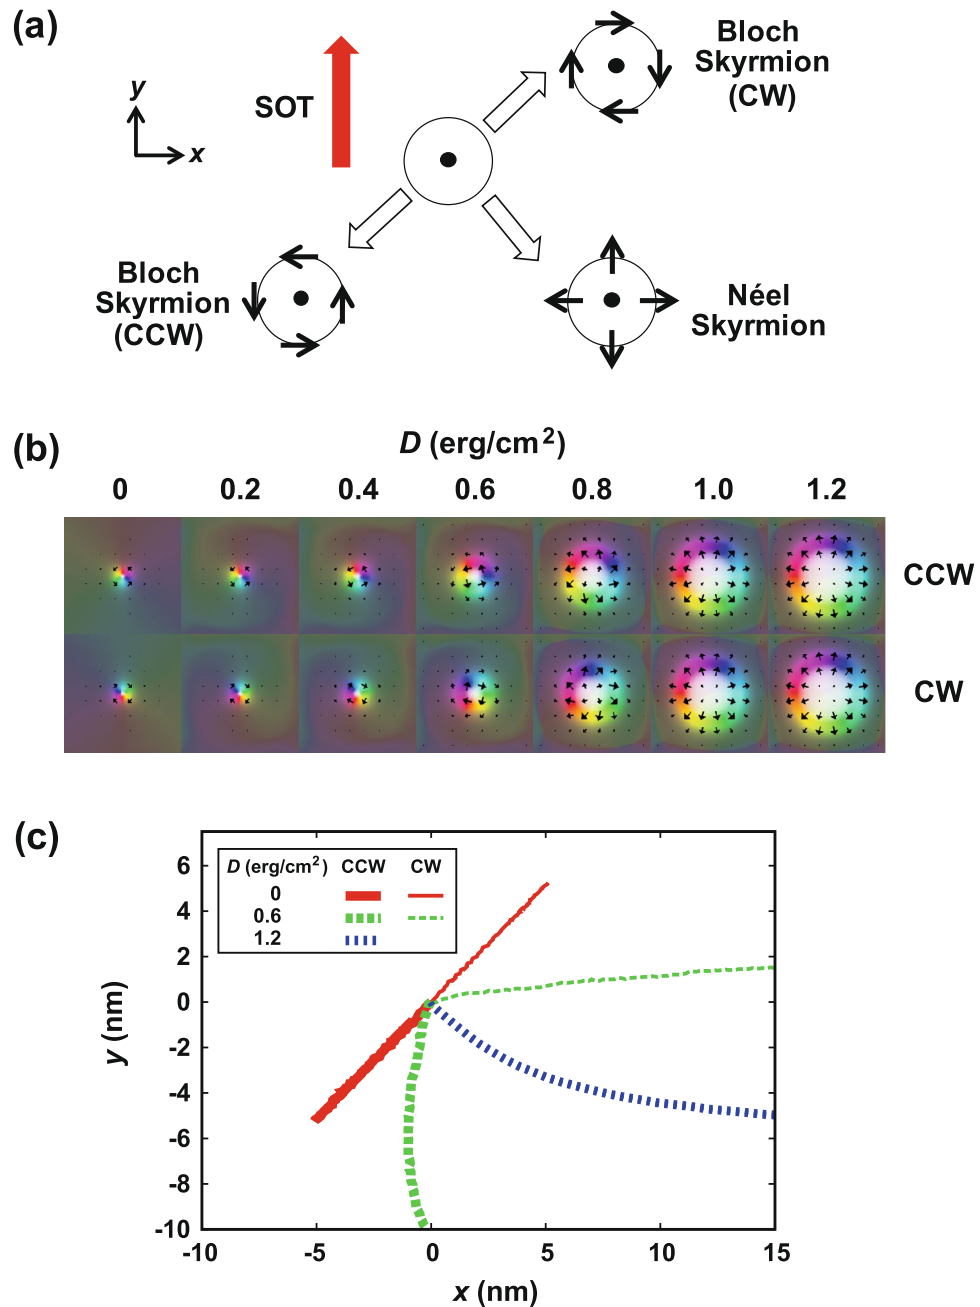 (a)
Bloch
Skyrmion
(CW)
SOT
y
x
Bloch
Skyrmion
(CCW)
Néel
Skyrmion
(b)
D (erg/cm²)
0 0.2 0.4 0.6 0.8 1.0 1.2
CCW
CW
(c)
D (erg/cm²) CCW CW
0
0.6
1.2
6
4
2
0
-2
-4
-6
-8
-10
y (nm)
-10 -5 0 5 10 15
x (nm)